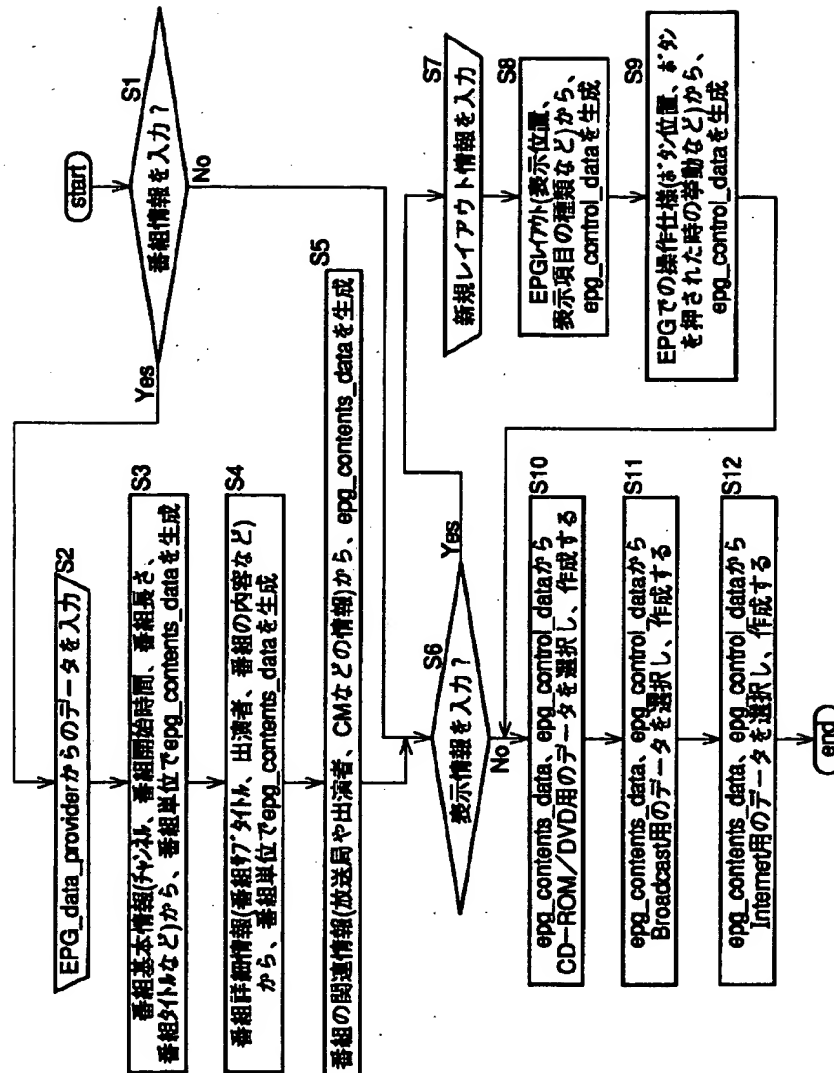 start
S1
番組情報を入力?
Yes
No
S2
EPG_data_providerからのデータを入力
S3
番組基本情報(チャンネル、番組開始時間、番組長さ、
番組タイトルなど)から、番組単位でepg_contents_dataを生成
S4
番組詳細情報(番組サブタイトル、出演者、番組の内容など)
から、番組単位でepg_contents_dataを生成
S5
番組の関連情報(放送局や出演者、CMなどの情報)から、epg_contents_dataを生成
S6
表示情報を入力?
Yes
No
S7
新規レイアウト情報を入力
S8
EPGレイアウト(表示位置、
表示項目の種類など)から、
epg_control_dataを生成
S9
EPGでの操作仕様(ボタン位置、ボタン
を押された時の挙動など)から、
epg_control_dataを生成
S10
epg_contents_data、epg_control_dataから
CD-ROM/DVD用のデータを選択し、作成する
S11
epg_contents_data、epg_control_dataから
Broadcast用のデータを選択し、作成する
S12
epg_contents_data、epg_control_dataから
Internet用のデータを選択し、作成する
end